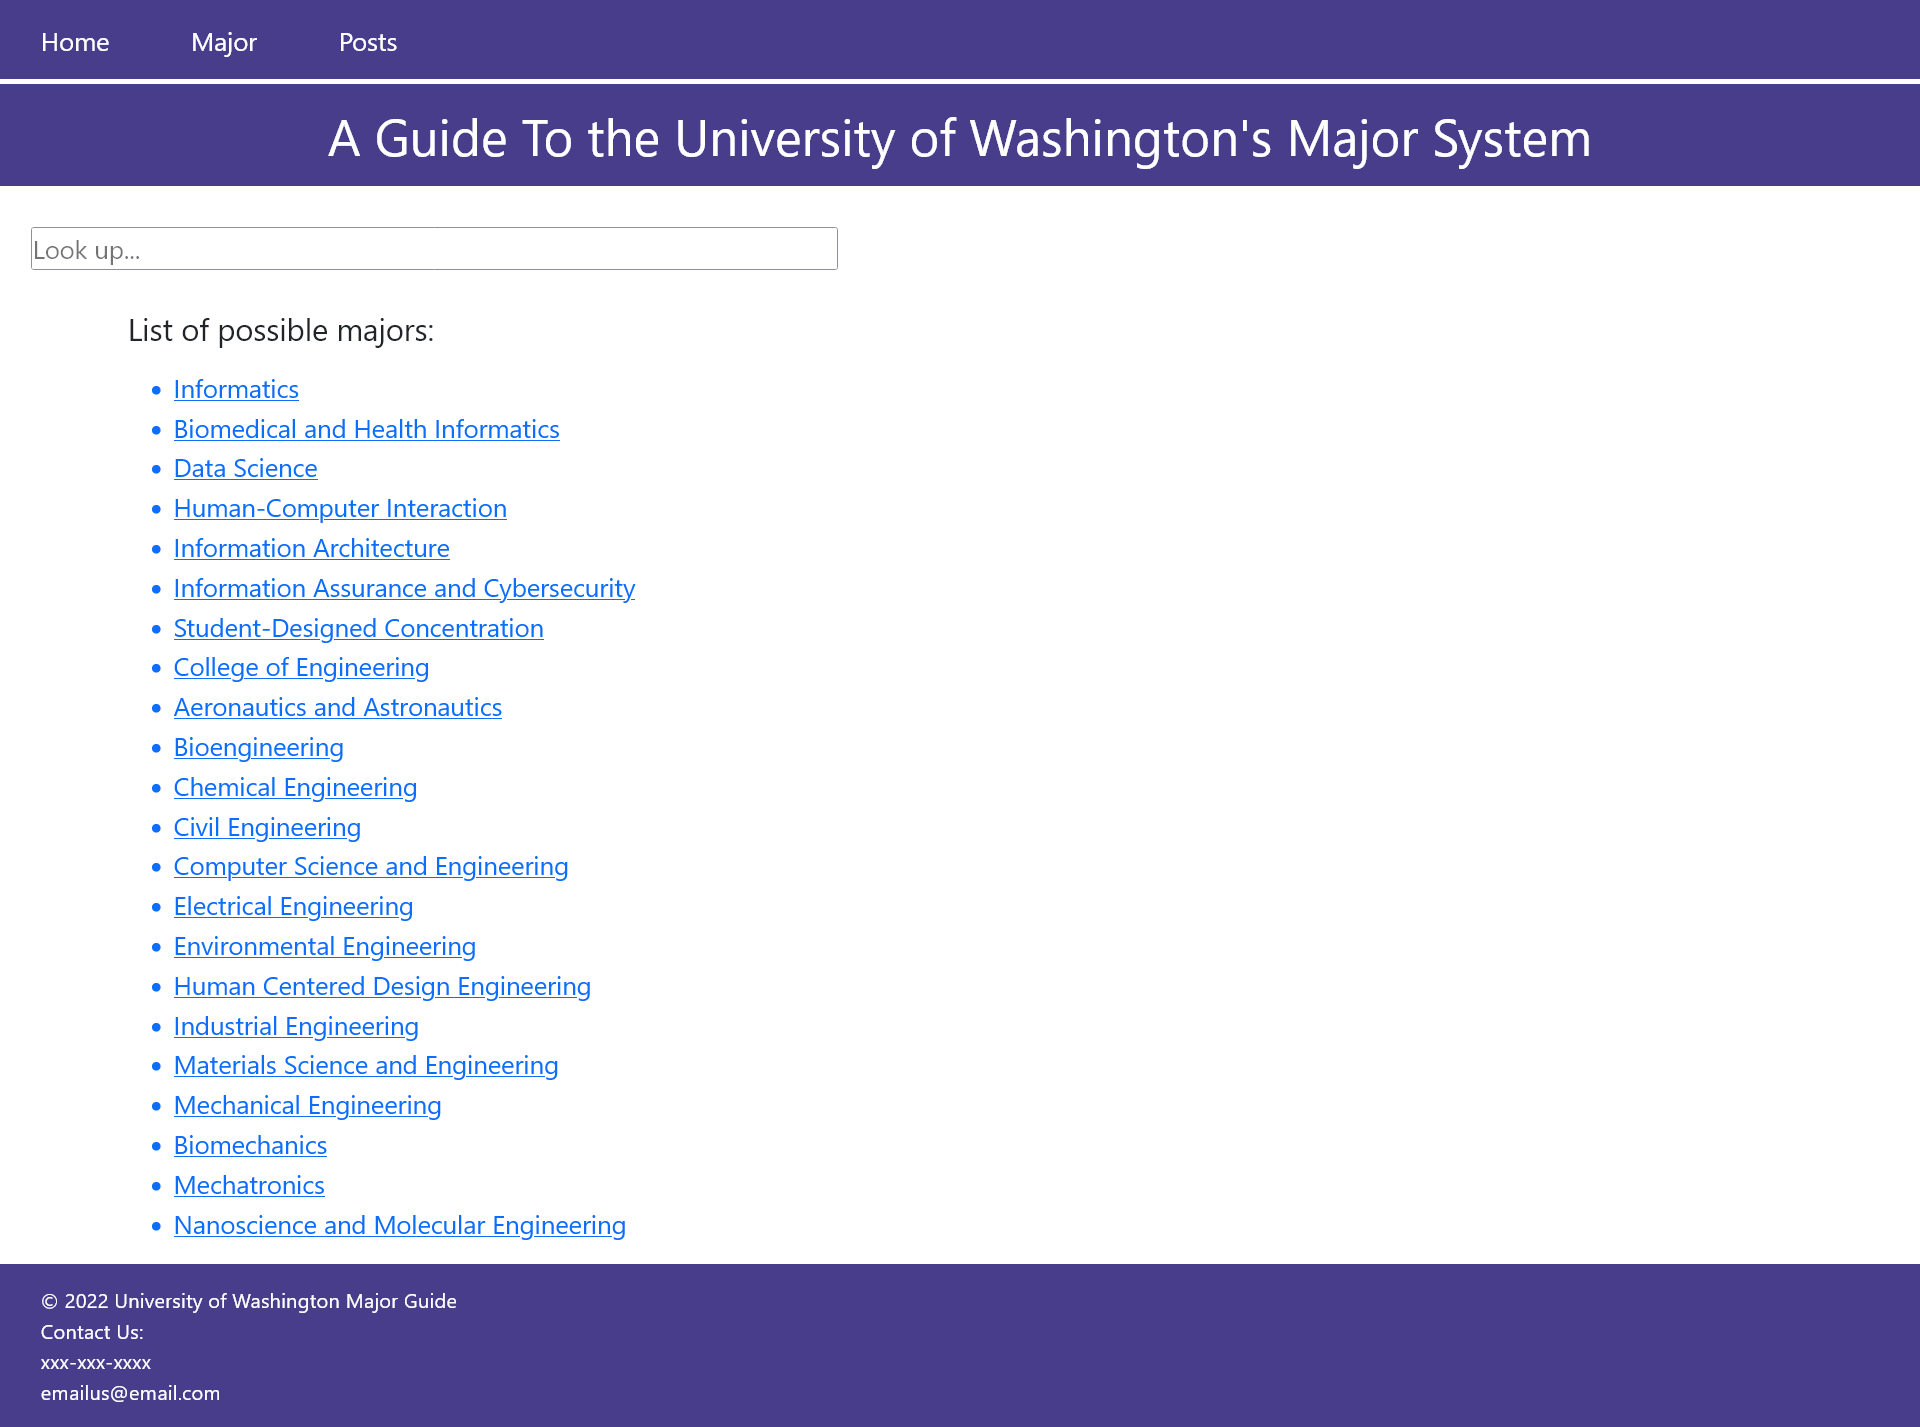 Home Major Posts
A Guide To the University of Washington's Major System
Look up...
List of possible majors:
Informatics
Biomedical and Health Informatics
Data Science
Human-Computer Interaction
Information Architecture
Information Assurance and Cybersecurity
Student-Designed Concentration
College of Engineering
Aeronautics and Astronautics
Bioengineering
Chemical Engineering
Civil Engineering
Computer Science and Engineering
Electrical Engineering
Environmental Engineering
Human Centered Design Engineering
Industrial Engineering
Materials Science and Engineering
Mechanical Engineering
Biomechanics
Mechatronics
Nanoscience and Molecular Engineering
© 2022 University of Washington Major Guide
Contact Us:
xxx-xxx-xxxx
emailus@email.com